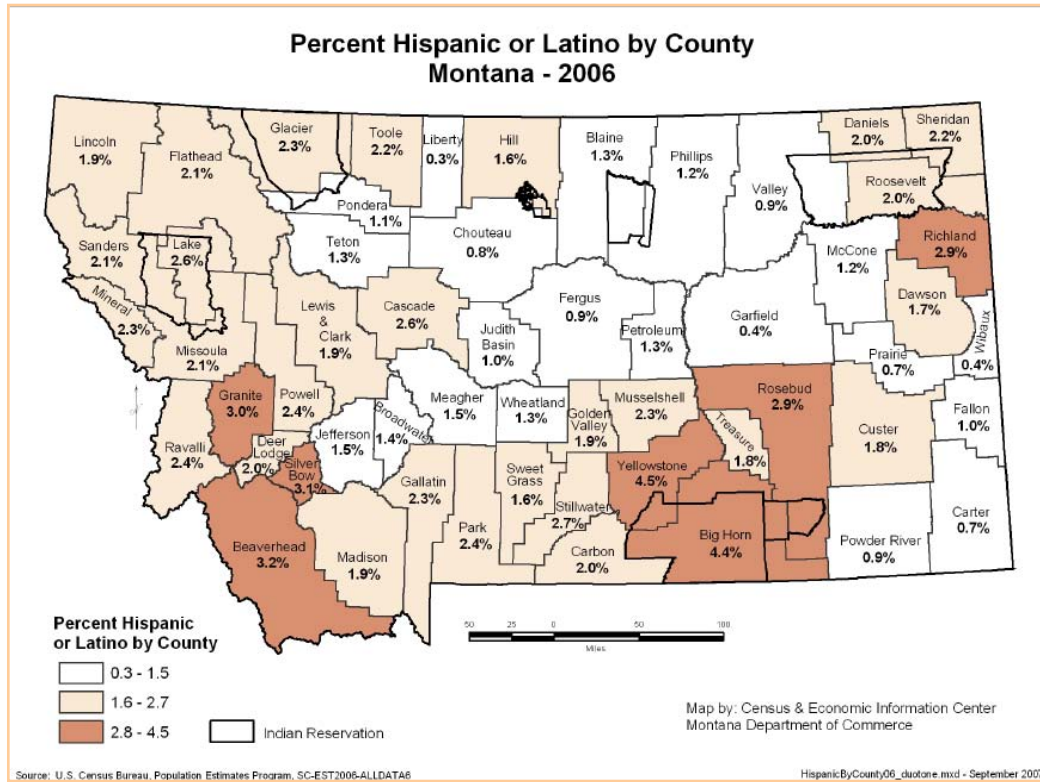 Percent Hispanic or Latino by County
Montana - 2006
Lincoln
1.9%
Flathead
2.1%
Glacier
2.3%
Toole
2.2%
Liberty
0.3%
Hill
1.6%
Blaine
1.3%
Phillips
1.2%
Valley
0.9%
Daniels
2.0%
Sheridan
2.2%
Roosevelt
2.0%
Pondera
1.1%
Teton
1.3%
Chouteau
0.8%
Sanders
2.1%
Lake
2.6%
McCone
1.2%
Richland
2.9%
Dawson
1.7%
Wibaux
0.4%
Mineral
2.3%
Missoula
2.1%
Lewis
&
Clark
1.9%
Cascade
2.6%
Judith
Basin
1.0%
Fergus
0.9%
Petroleum
1.3%
Garfield
0.4%
Prairie
0.7%
Granite
3.0%
Powell
2.4%
Meagher
1.5%
Wheatland
1.3%
Golden
Valley
1.9%
Musselshell
2.3%
Rosebud
2.9%
Treasure
1.8%
Custer
1.8%
Fallon
1.0%
Ravalli
2.4%
Deer
Lodge
2.0%
Silver
Bow
3.1%
Jefferson
1.5%
Broadwater
1.4%
Gallatin
2.3%
Sweet
Grass
1.6%
Stillwater
2.7%
Yellowstone
4.5%
Park
2.4%
Carbon
2.0%
Big Horn
4.4%
Powder River
0.9%
Carter
0.7%
Beaverhead
3.2%
Madison
1.9%
50 25 0 50 100
Miles
Percent Hispanic
or Latino by County
0.3 - 1.5
1.6 - 2.7
2.8 - 4.5
Indian Reservation
Map by: Census & Economic Information Center
Montana Department of Commerce
Source: U.S. Census Bureau, Population Estimates Program, SC-EST2006-ALLDATA6
HispanicByCounty06_duotone.mxd - September 2007